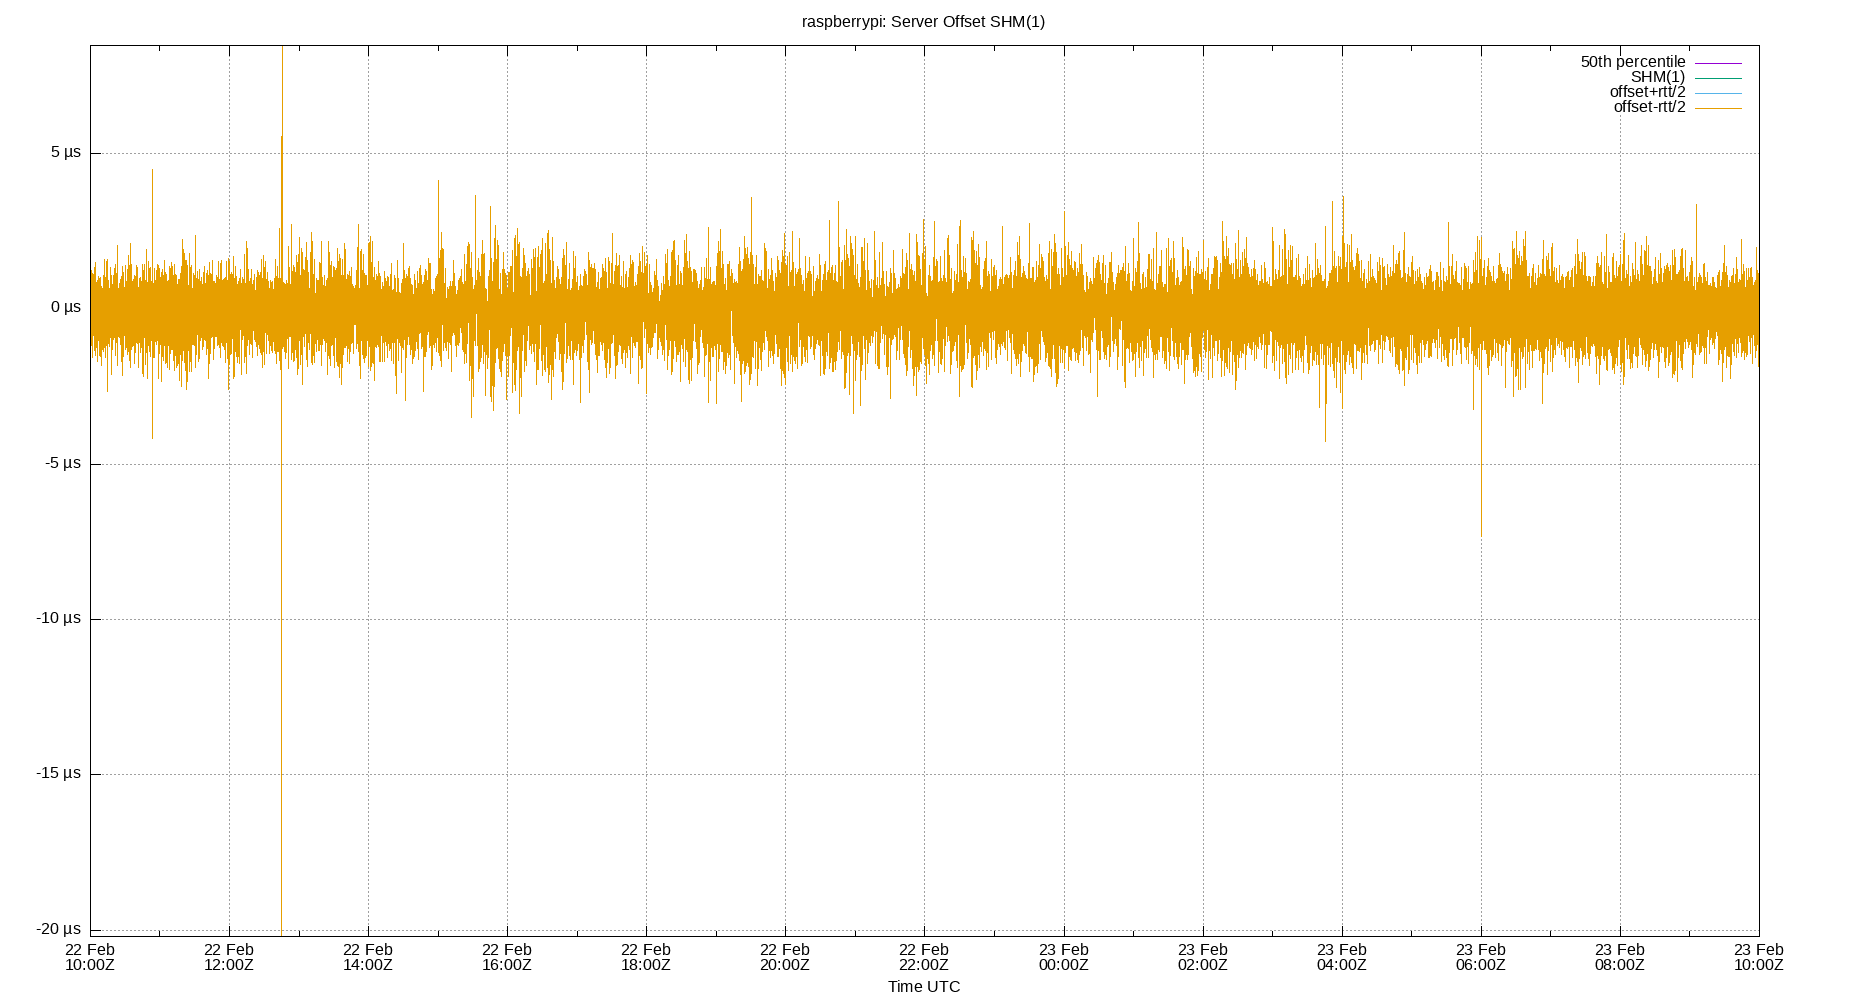 raspberrypi: Server Offset SHM(1)
50th percentile
SHM(1)
offset+rtt/2
offset-rtt/2
5 µs
0 µs
-5 µs
-10 µs
-15 µs
-20 µs
22 Feb 22 Feb 22 Feb 22 Feb 22 Feb 22 Feb 22 Feb 23 Feb 23 Feb 23 Feb 23 Feb 23 Feb 23 Feb
10:00Z 12:00Z 14:00Z 16:00Z 18:00Z 20:00Z 22:00Z 00:00Z 02:00Z 04:00Z 06:00Z 08:00Z 10:00Z
Time UTC